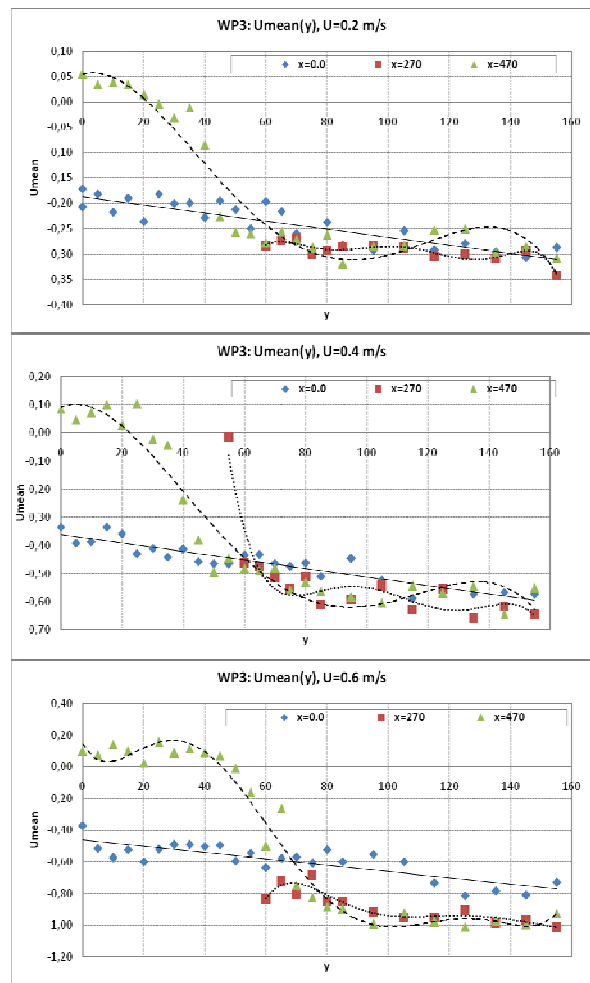 WP3: Umean(y), U=0.2 m/s
x=0.0 x=270 x=470
0,10
0,05
0,00
-0,05
0,10
0,15
-0,20
-0,25
0,30
0,35
-0,40
0 20 40 60 80 100 120 140 160
Umean
y
WP3: Umean(y), U=0.4 m/s
x=0.0 x=270 x=470
0,20
0,10
0,00
-0,10
0,20
0,30
-0,40
-0,50
0,60
0,70
0 20 40 60 80 100 120 140 160
Umean
y
WP3: Umean(y), U=0.6 m/s
x=0.0 x=270 x=470
0,40
0,20
0,00
0,20
-0,40
-0,60
0,80
1,00
-1,20
0 20 40 60 80 100 120 140 160
Umean
y